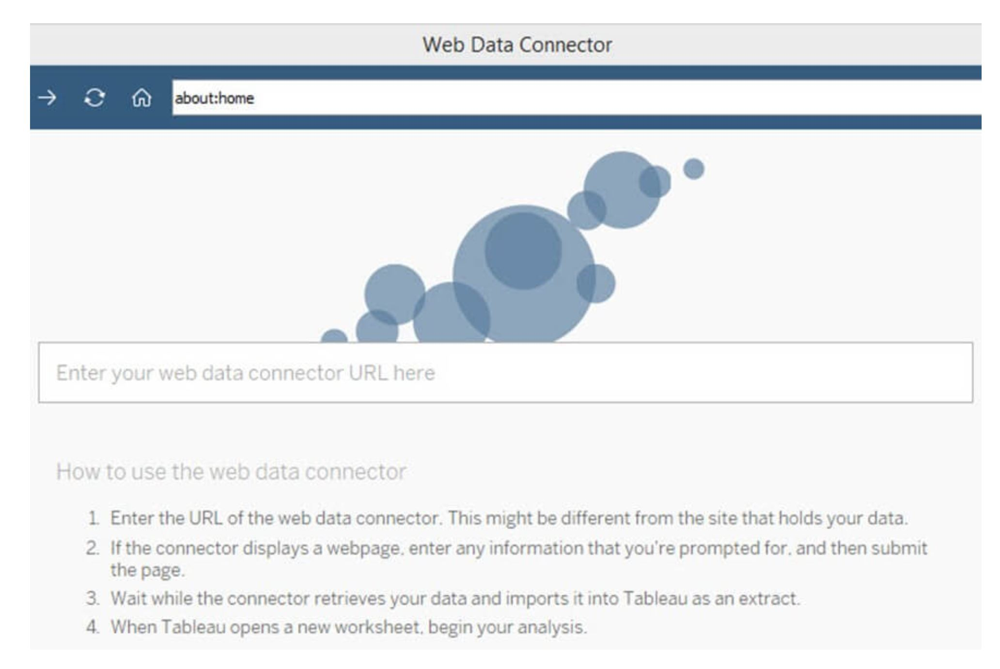 Web Data Connector
about:home
Enter your web data connector URL here
How to use the web data connector
1. Enter the URL of the web data connector. This might be different from the site that holds your data.
2. If the connector displays a webpage, enter any information that you're prompted for, and then submit
the page.
3. Wait while the connector retrieves your data and imports it into Tableau as an extract.
4. When Tableau opens a new worksheet, begin your analysis.